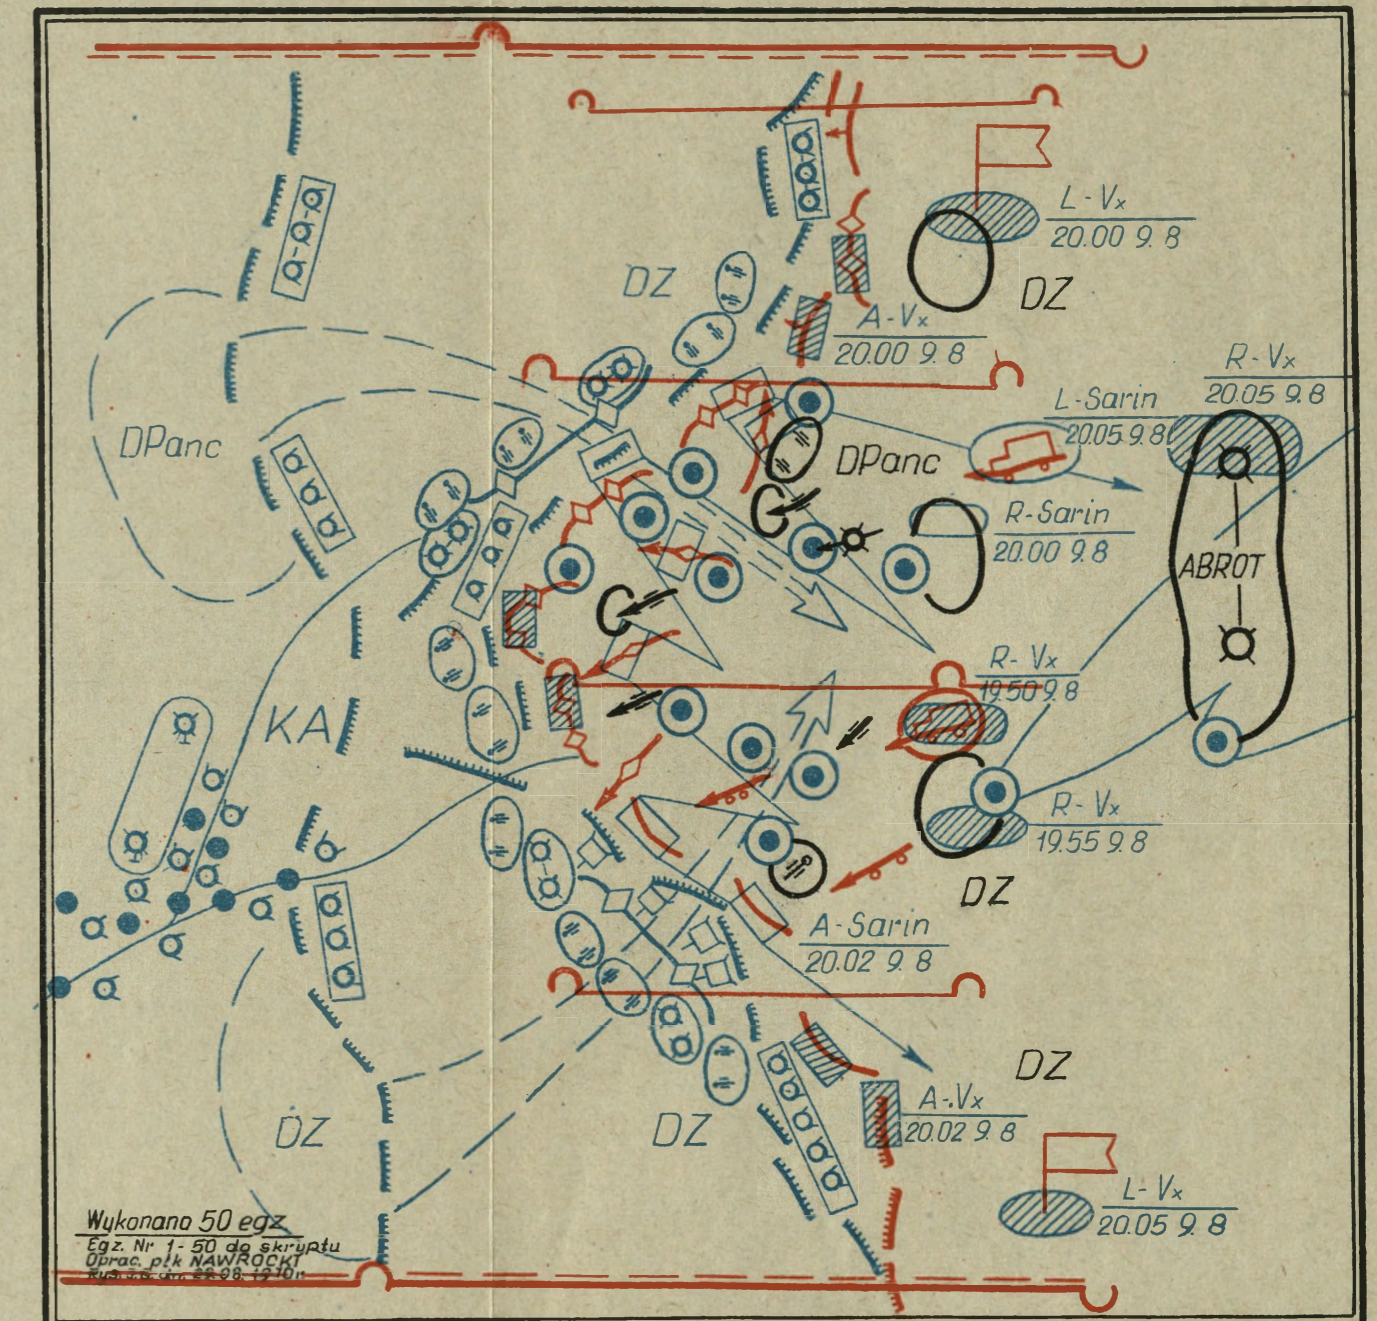 L-Vx
20.00 9.8
DZ
DZ
A-Vx
20.00 9.8
R-Vx
20.05 9.8
L-Sarin
20.05 9.8
DPanc
DPanc
R-Sarin
20.00 9.8
ABROT
R-Vx
19.50 9.8
KA
R-Vx
19.55 9.8
DZ
A-Sarin
20.02 9.8
DZ
A-Vx
20.02 9.8
DZ
DZ
L-Vx
20.05 9.8
Wykonano 50 egz
Egz. Nr 1-50 do skryptu
Oprac. płk NAWROCKI